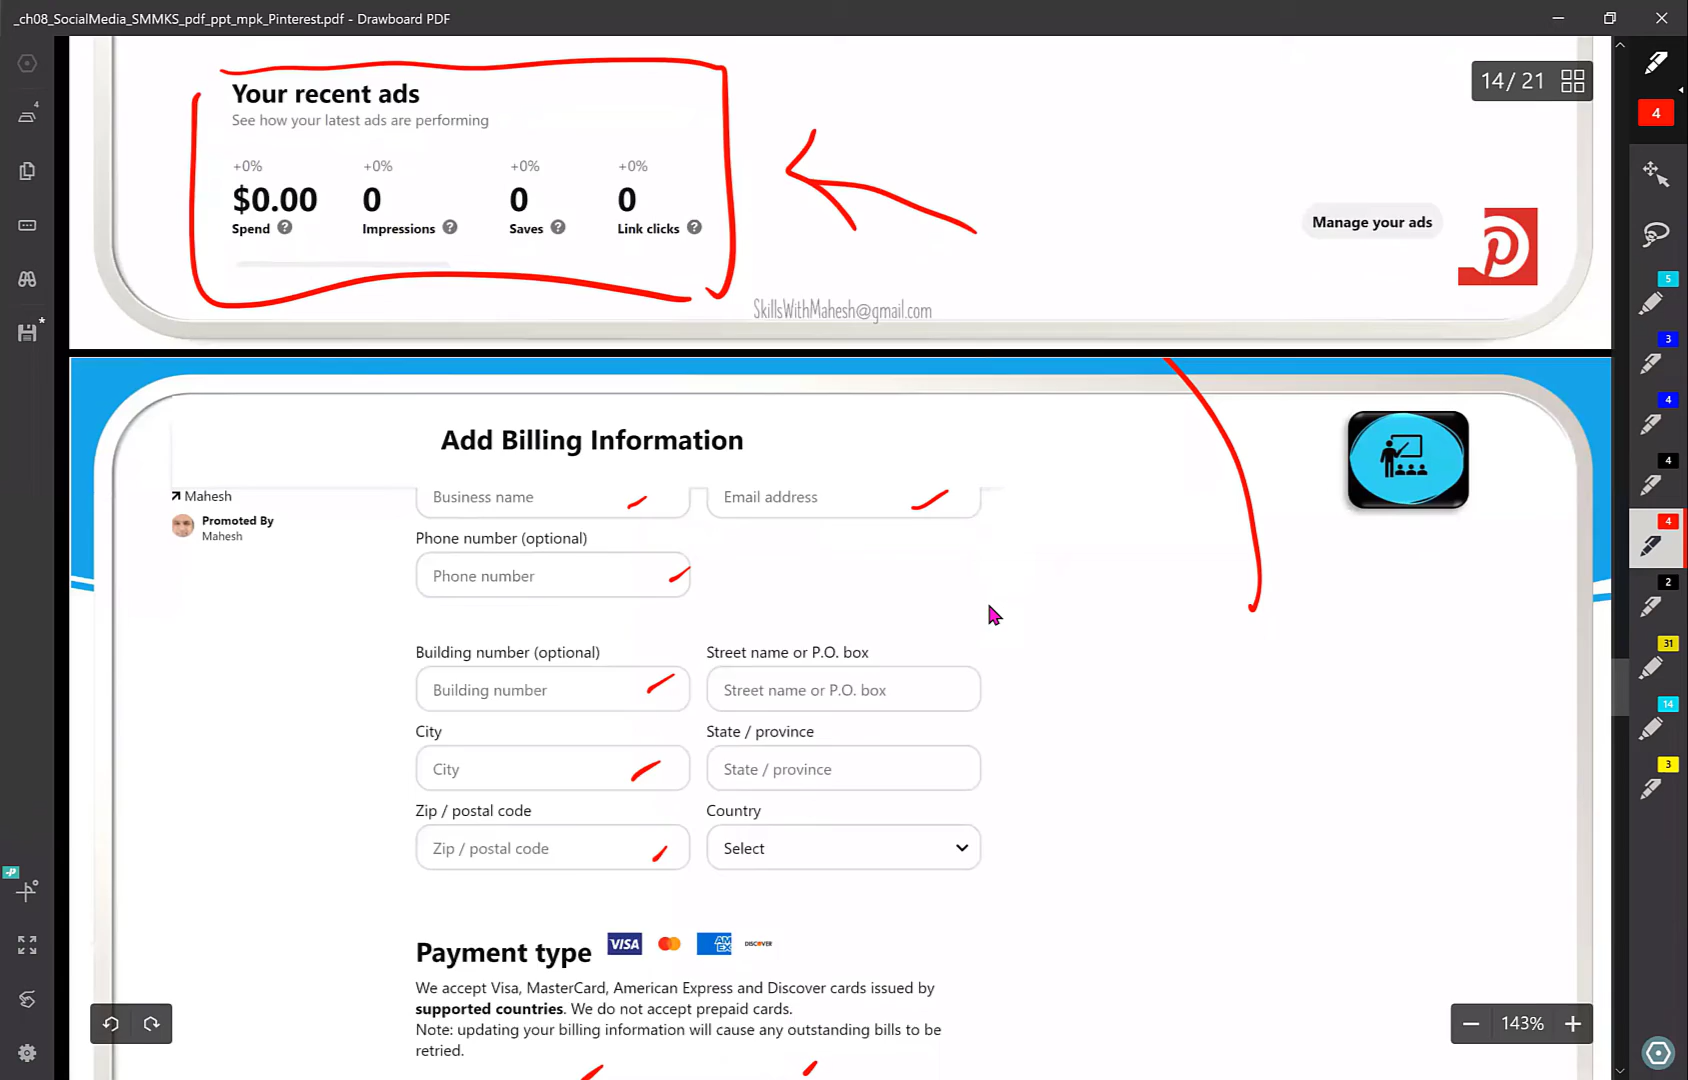 _ch08_SocialMedia_SMMKS_pdf_ppt_mpk_Pinterest.pdf - Drawboard PDF
14/ 21
4
Your recent ads
See how your latest ads are performing
+0% +0% +0% +0%
$0.00 0 0 0
Spend Impressions Saves Link clicks
Manage your ads
SkillsWithMahesh@gmail.com
Add Billing Information
Mahesh
Promoted By
Mahesh
Business name Email address
Phone number (optional)
Phone number
Building number (optional) Street name or P.O. box
Building number Street name or P.O. box
City State / province
City State / province
Zip / postal code Country
Zip / postal code Select
Payment type VISA AM EX DISCOVER
We accept Visa, MasterCard, American Express and Discover cards issued by
supported countries. We do not accept prepaid cards.
Note: updating your billing information will cause any outstanding bills to be
retried.
143%
4
5
3
4
4
4
2
31
14
3